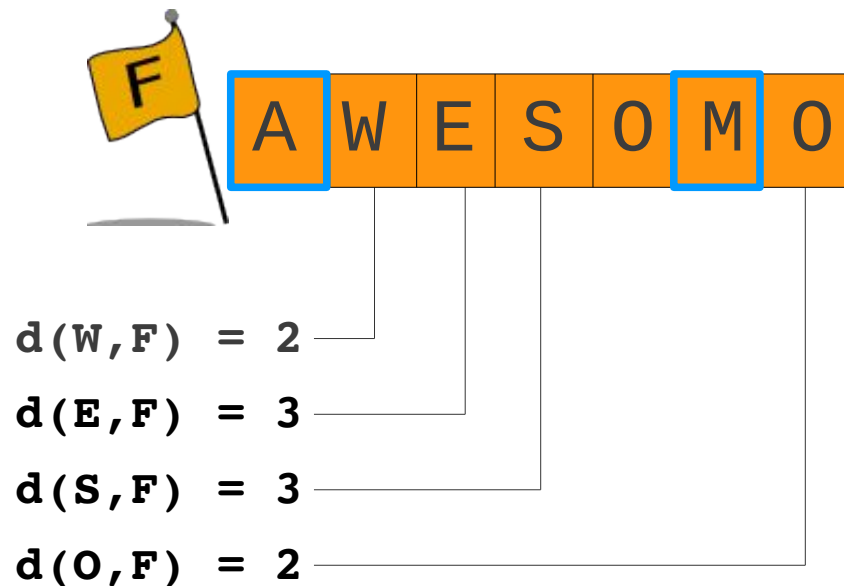 F
A W E S O M O
d(W,F) = 2
d(E,F) = 3
d(S,F) = 3
d(O,F) = 2